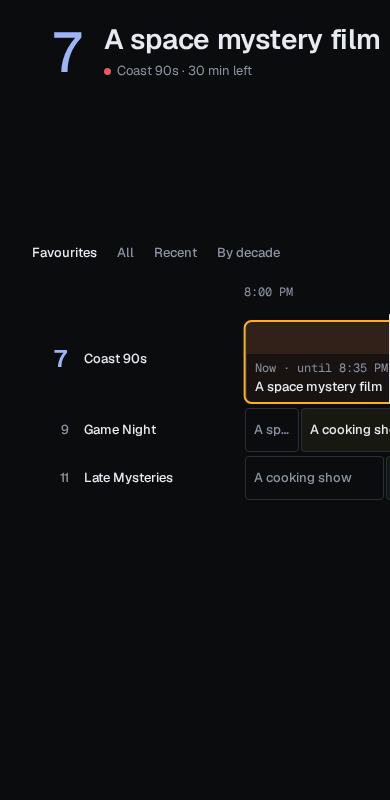 7
A space mystery film
Coast 90s · 30 min left
Favourites All Recent By decade
8:00 PM
7 Coast 90s
Now · until 8:35 PM
A space mystery film
9 Game Night A sp… A cooking sh
11 Late Mysteries A cooking show